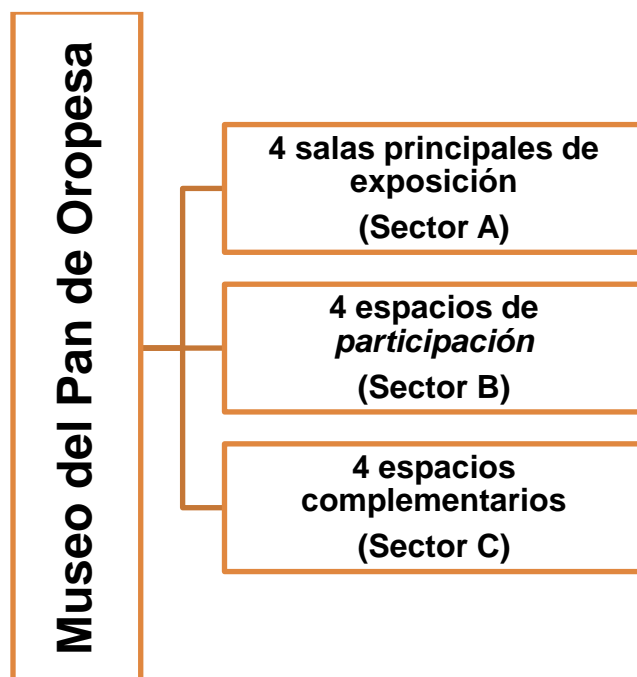 Museo del Pan de Oropesa
4 salas principales de
exposición
(Sector A)
4 espacios de
participación
(Sector B)
4 espacios
complementarios
(Sector C)